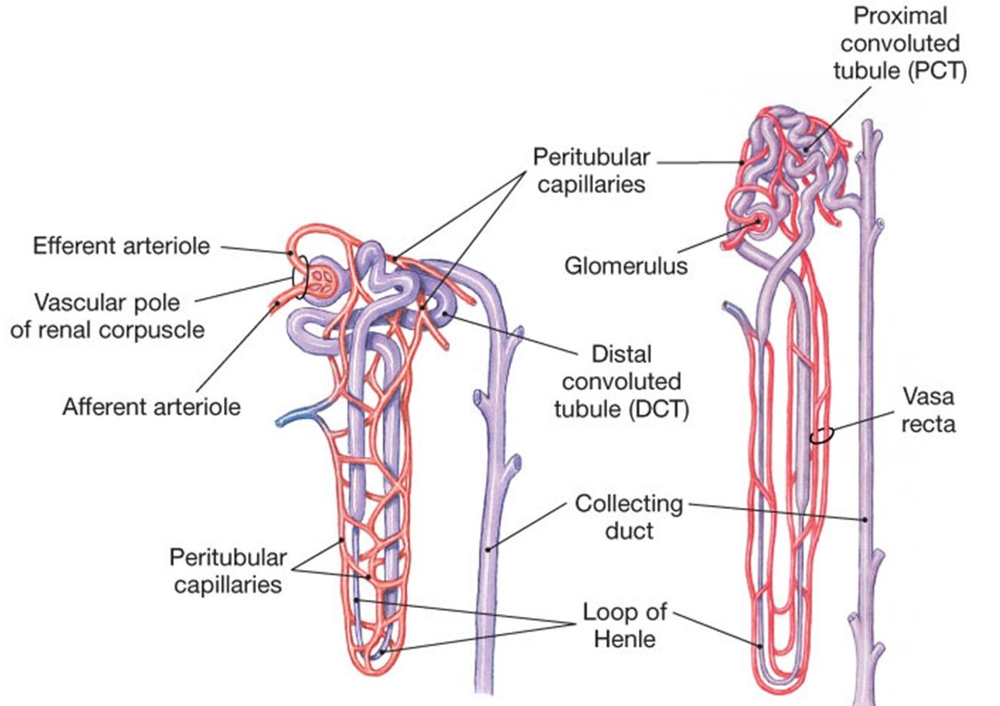 Proximal
convoluted
tubule (PCT)
Peritubular
capillaries
Efferent arteriole
Glomerulus
Vascular pole
of renal corpuscle
Distal
convoluted
tubule (DCT)
Afferent arteriole
Vasa
recta
Collecting
duct
Peritubular
capillaries
Loop of
Henle